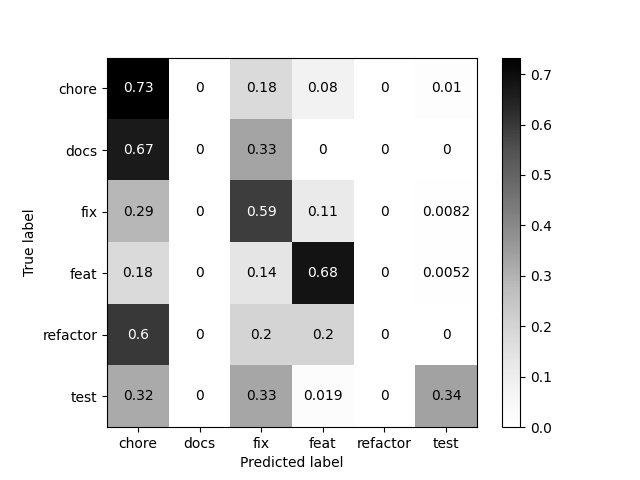 chore 0.73 0 0.18 0.08 0 0.01
docs 0.67 0 0.33 0 0 0
fix 0.29 0 0.59 0.11 0 0.0082
feat 0.18 0 0.14 0.68 0 0.0052
refactor 0.6 0 0.2 0.2 0 0
test 0.32 0 0.33 0.019 0 0.34
chore docs fix feat refactor test
Predicted label
True label
0.7
0.6
0.5
0.4
0.3
0.2
0.1
0.0